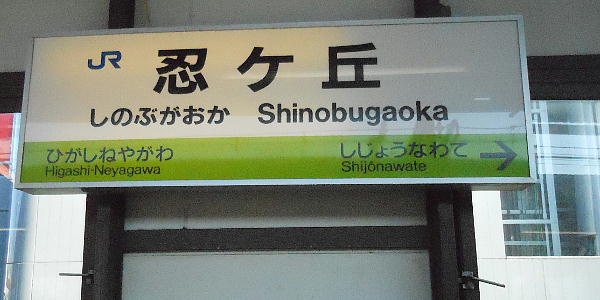 JR 忍ケ丘
しのぶがおか Shinobugaoka
ひがしねやがわ しじょうなわて →
Higashi-Neyagawa Shijōnawate